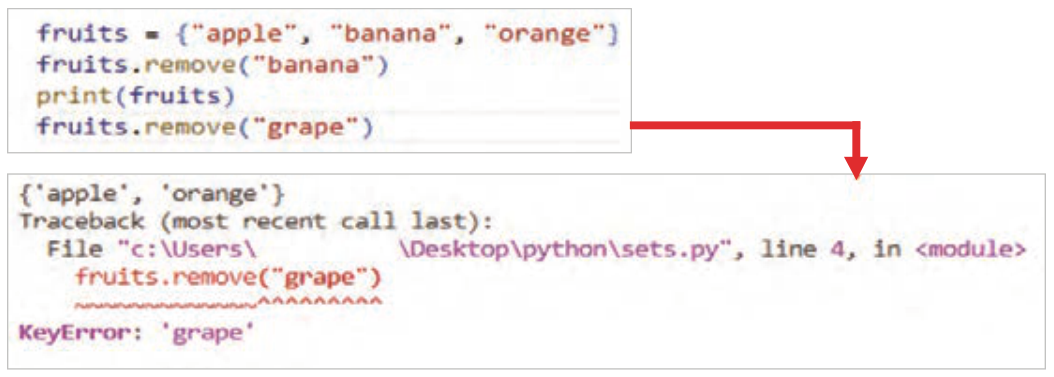 fruits = {"apple", "banana", "orange"}
fruits.remove("banana")
print(fruits)
fruits.remove("grape")
{'apple', 'orange'}
Traceback (most recent call last):
  File "c:\Users\            \Desktop\python\sets.py", line 4, in <module>
    fruits.remove("grape")
    ~~~~~~~~~~~~~^^^^^^^^^
KeyError: 'grape'